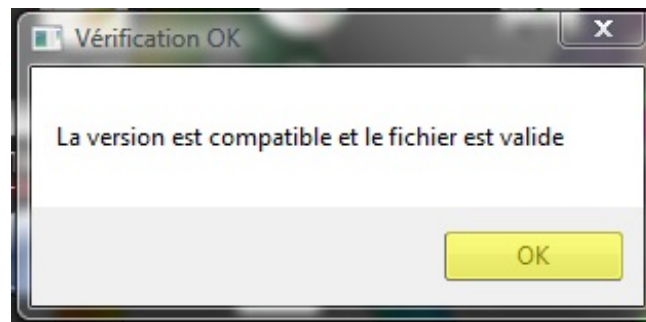 Vérification OK
La version est compatible et le fichier est valide
OK